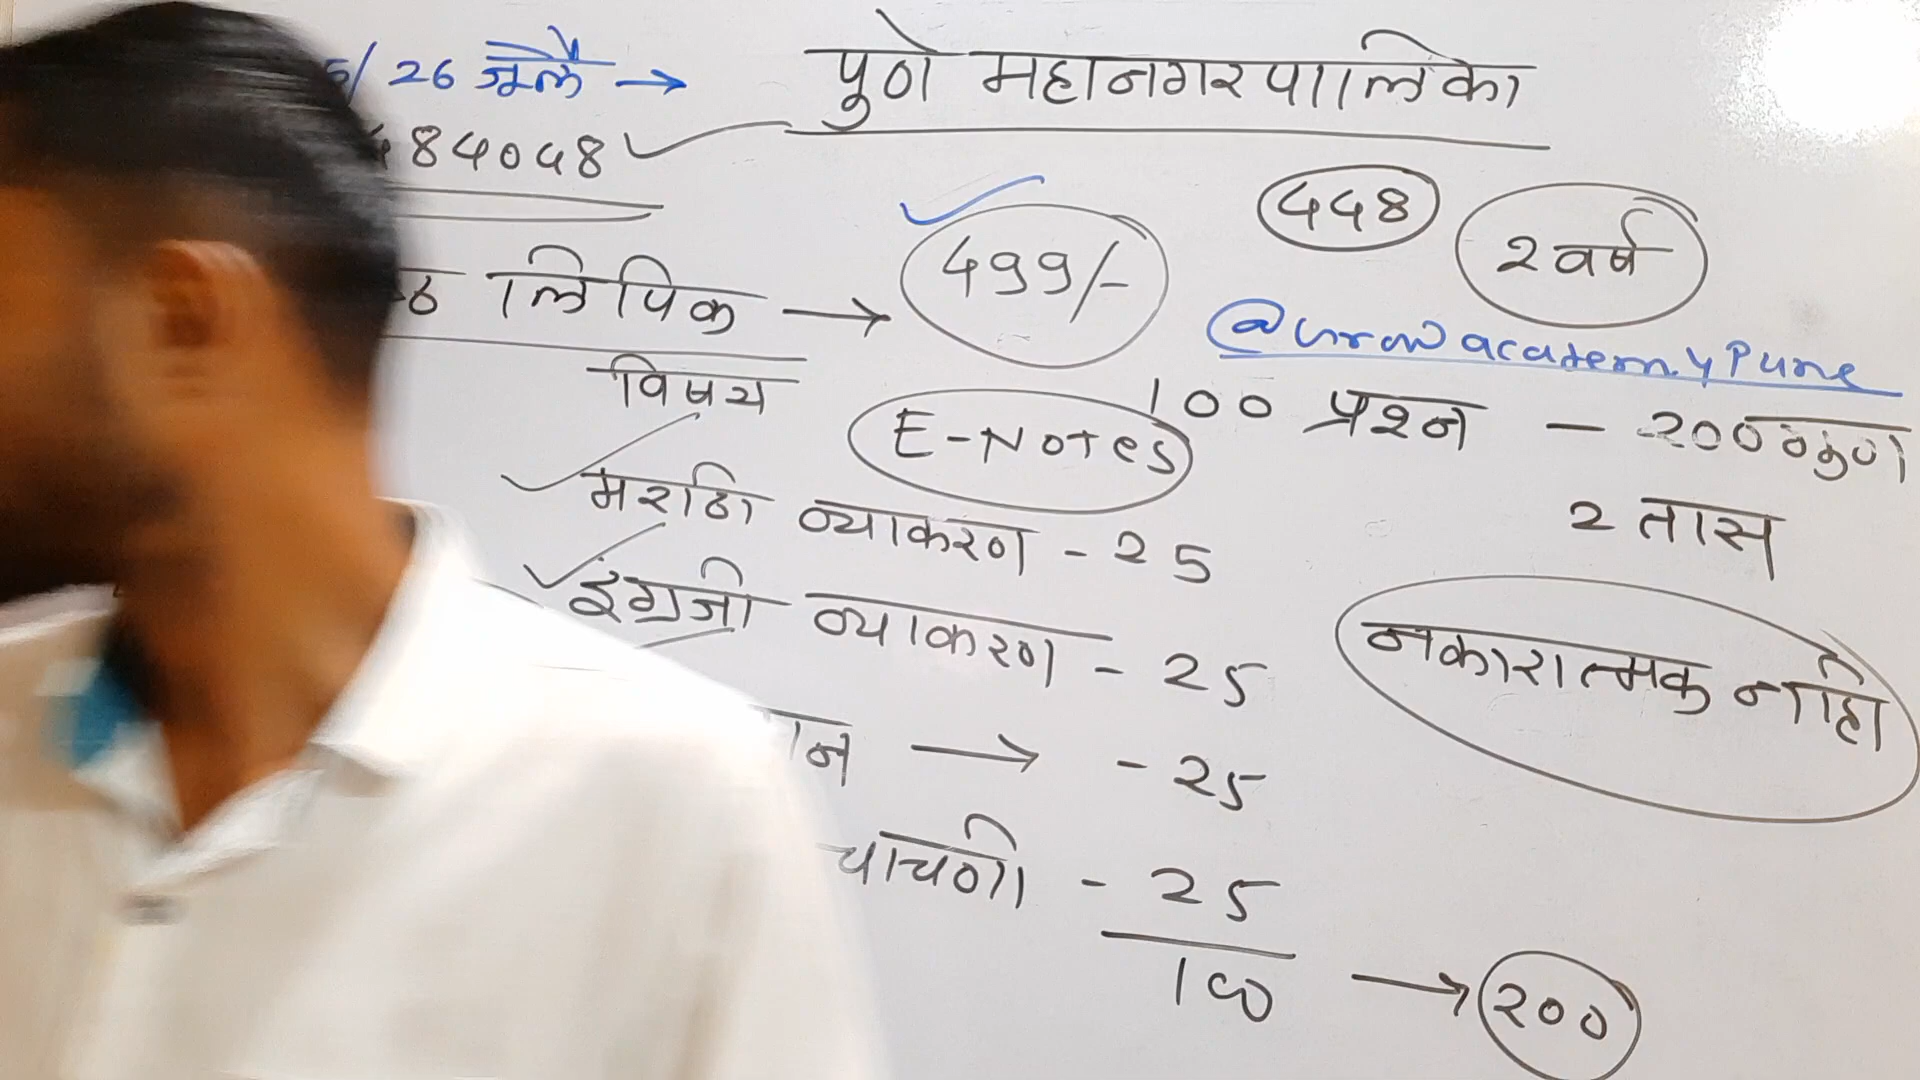 26 जूलै → पुणे महानगरपालिका
84048
448
2 वर्ष
लिपिक → 499/-
विषय
E-Notes
100 प्रश्न - 200 गुण
मराठी व्याकरण - 25
2 तास
इंग्रजी व्याकरण - 25
नकारात्मक नाही
→ - 25
चाचणी - 25
100 → 200